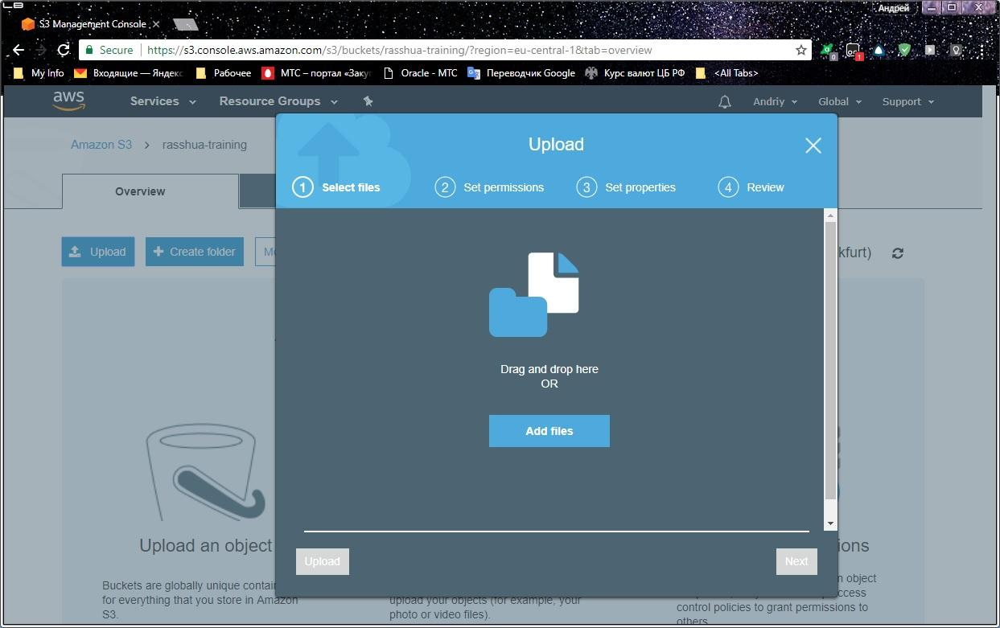 Андрей
S3 Management Console
Secure
https://s3.console.aws.amazon.com/s3/buckets/rasshua-training/?region=eu-central-1&tab=overview
0
1
My Info
Входящие — Яндекс
Рабочее
МТС – портал «Закуп
Oracle - МТС
Переводчик Google
Курс валют ЦБ РФ
<All Tabs>
aws
Services
Resource Groups
Andriy
Global
Support
Amazon S3
rasshua-training
Upload
1
Select files
2
Set permissions
3
Set properties
4
Review
Overview
Upload
Create folder
Mo
kfurt)
Drag and drop here
OR
Add files
Upload an object
ions
Upload
Next
Buckets are globally unique contain
for everything that you store in Amazon
S3.
upload your objects (for example, your
photo or video files).
n object
ccess
control policies to grant permissions to
others.